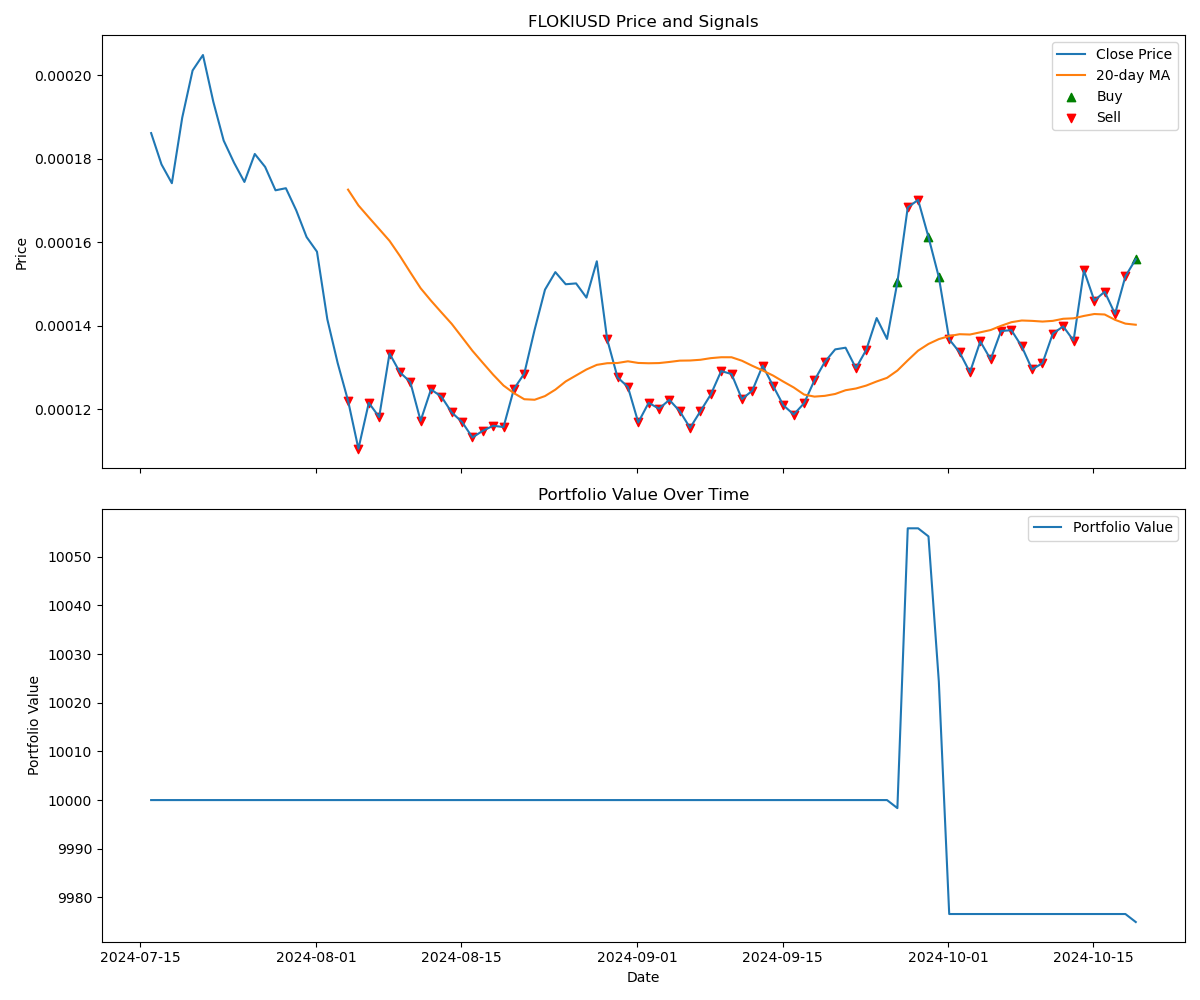 FLOKIUSD Price and Signals
Price
0.00020
0.00018
0.00016
0.00014
0.00012
Close Price
20-day MA
Buy
Sell
Portfolio Value Over Time
Portfolio Value
10050
10040
10030
10020
10010
10000
9990
9980
Portfolio Value
2024-07-15
2024-08-01
2024-08-15
2024-09-01
2024-09-15
2024-10-01
2024-10-15
Date